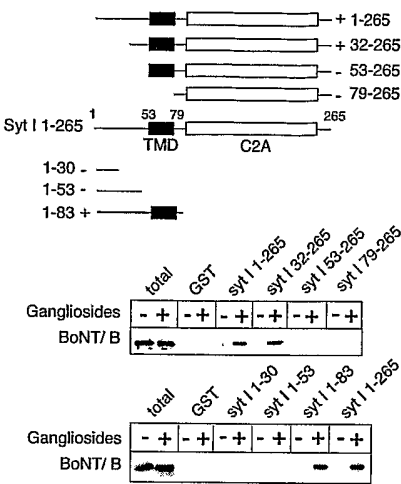 + 1-265
+ 32-265
- 53-265
- 79-265
1 53 79 265
Syt I 1-265
TMD C2A
1-30 -
1-53 -
1-83 +
total GST syt I 1-265 syt I 32-265 syt I 53-265 syt I 79-265
Gangliosides - + - + - + - + - + - +
BoNT/ B
total GST syt I 1-30 syt I 1-53 syt I 1-83 syt I 1-265
Gangliosides - + - + - + - + - + - +
BoNT/ B